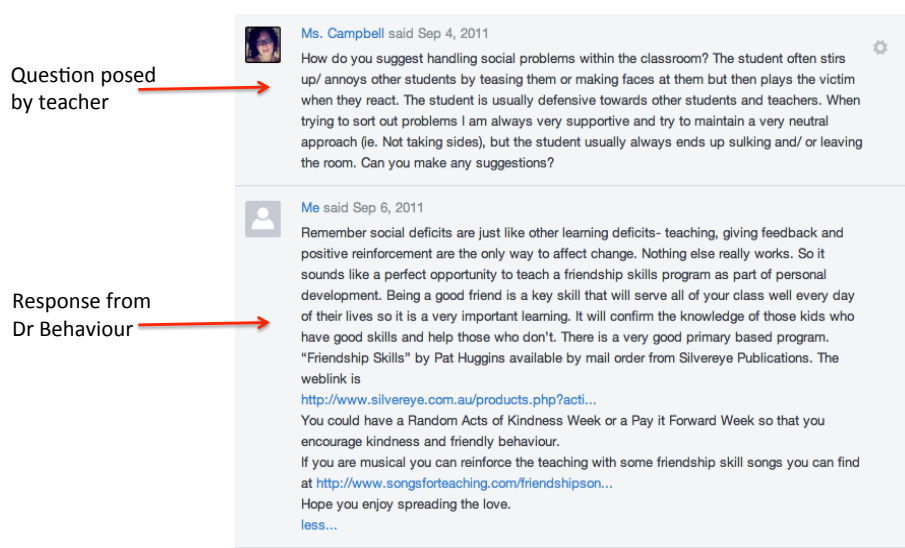 Question posed
by teacher
Ms. Campbell said Sep 4, 2011
How do you suggest handling social problems within the classroom? The student often stirs
up/ annoys other students by teasing them or making faces at them but then plays the victim
when they react. The student is usually defensive towards other students and teachers. When
trying to sort out problems I am always very supportive and try to maintain a very neutral
approach (ie. Not taking sides), but the student usually always ends up sulking and/ or leaving
the room. Can you make any suggestions?
Response from
Dr Behaviour
Me said Sep 6, 2011
Remember social deficits are just like other learning deficits- teaching, giving feedback and
positive reinforcement are the only way to affect change. Nothing else really works. So it
sounds like a perfect opportunity to teach a friendship skills program as part of personal
development. Being a good friend is a key skill that will serve all of your class well every day
of their lives so it is a very important learning. It will confirm the knowledge of those kids who
have good skills and help those who don't. There is a very good primary based program.
“Friendship Skills” by Pat Huggins available by mail order from Silvereye Publications. The
weblink is
http://www.silvereye.com.au/products.php?acti...
You could have a Random Acts of Kindness Week or a Pay it Forward Week so that you
encourage kindness and friendly behaviour.
If you are musical you can reinforce the teaching with some friendship skill songs you can find
at http://www.songsforteaching.com/friendshipson...
Hope you enjoy spreading the love.
less...